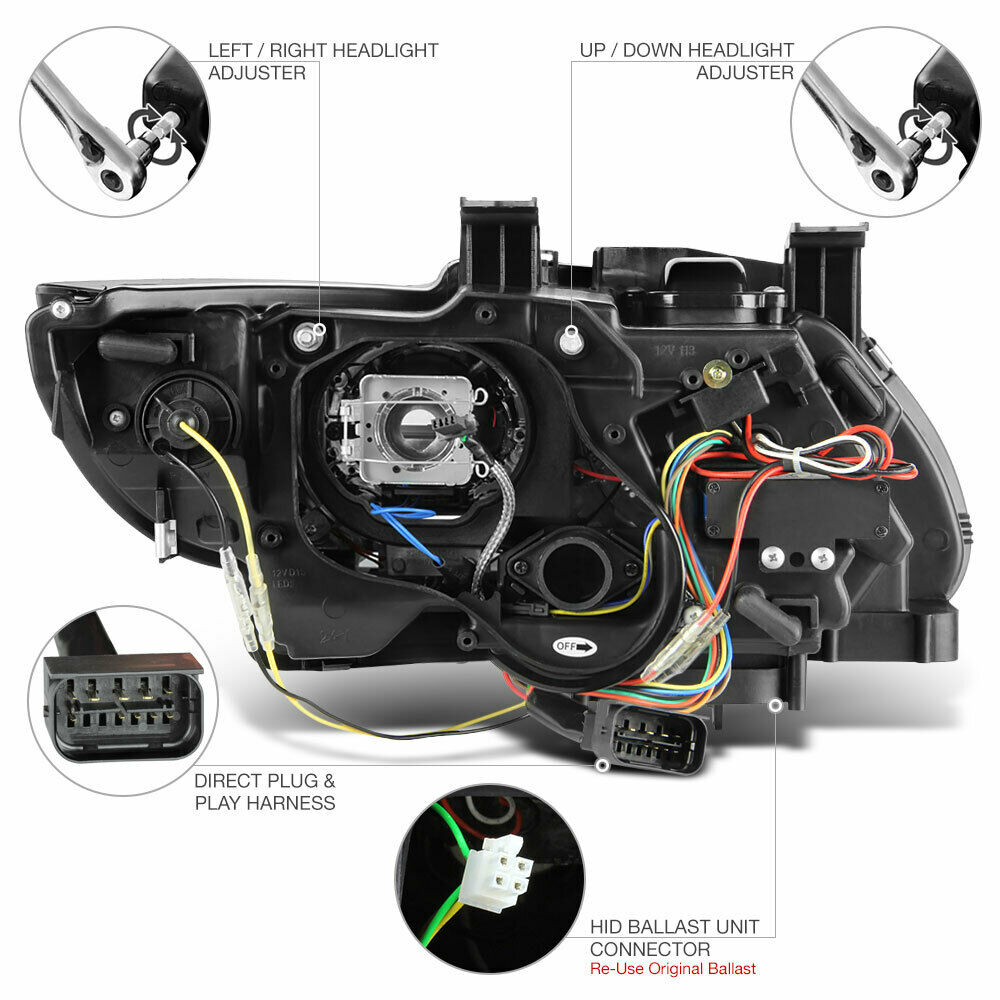 LEFT / RIGHT HEADLIGHT
ADJUSTER
UP / DOWN HEADLIGHT
ADJUSTER
12V H3
OFF
DIRECT PLUG &
PLAY HARNESS
HID BALLAST UNIT
CONNECTOR
Re-Use Original Ballast